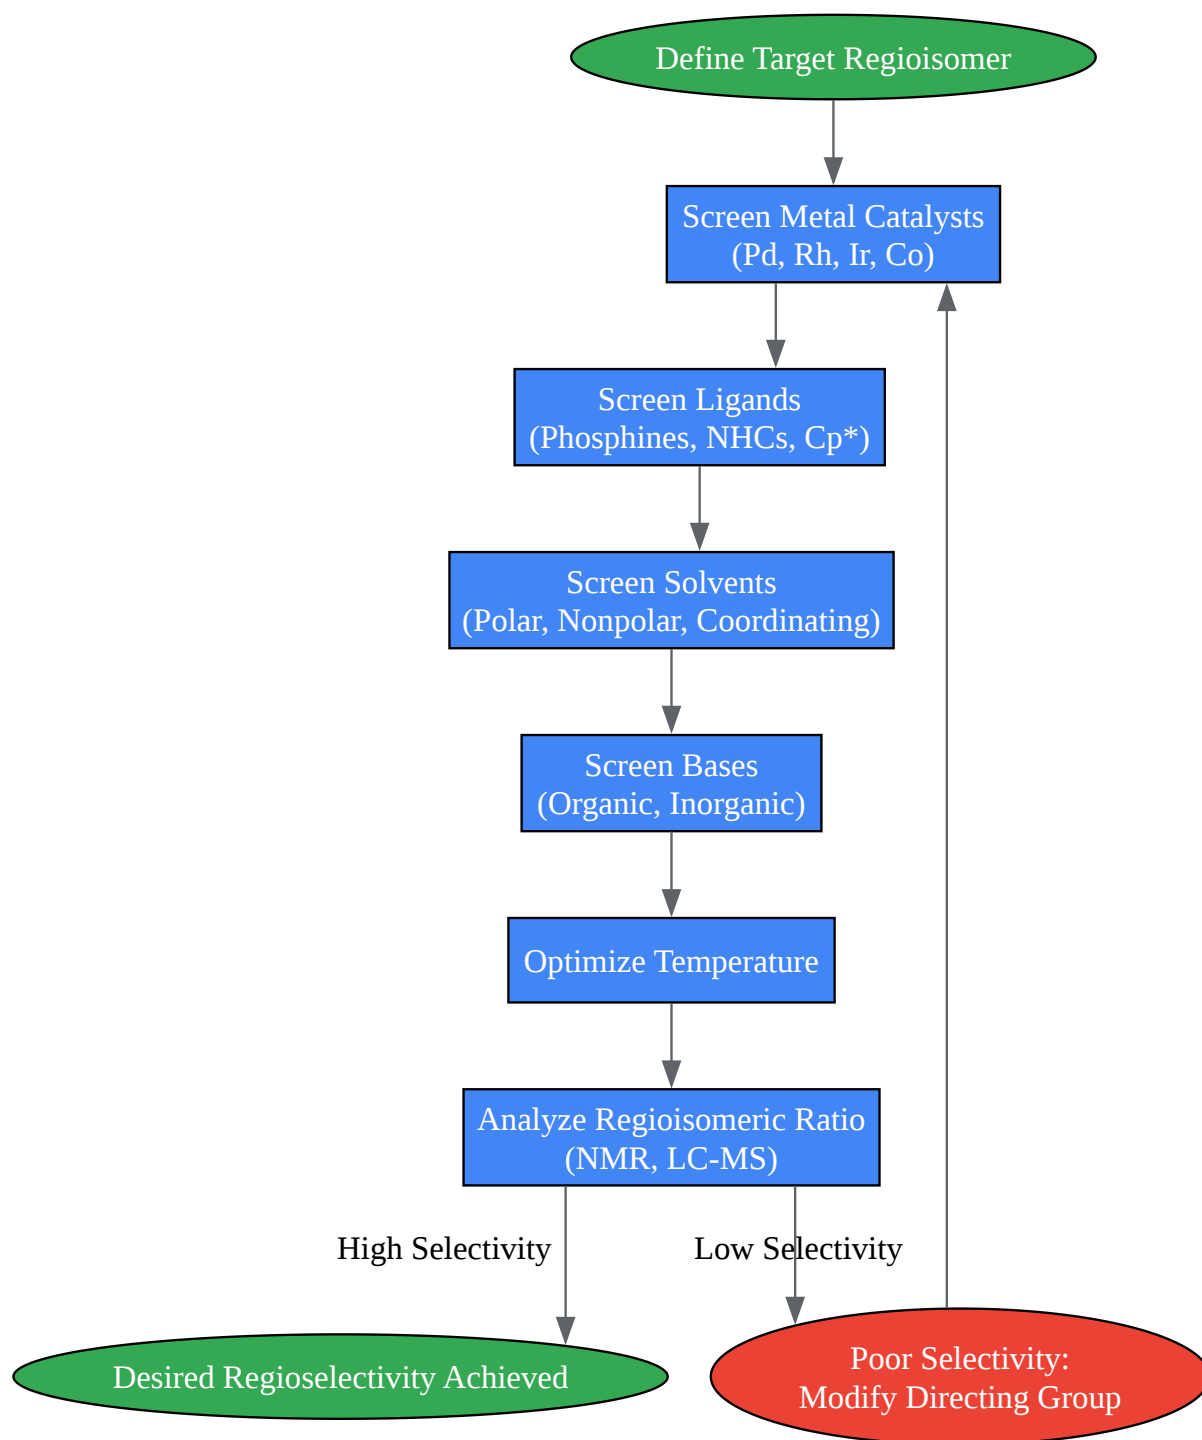 Define Target Regioisomer
Screen Metal Catalysts
(Pd, Rh, Ir, Co)
Screen Ligands
(Phosphines, NHCs, Cp*)
Screen Solvents
(Polar, Nonpolar, Coordinating)
Screen Bases
(Organic, Inorganic)
Optimize Temperature
Analyze Regioisomeric Ratio
(NMR, LC-MS)
High Selectivity
Low Selectivity
Desired Regioselectivity Achieved
Poor Selectivity:
Modify Directing Group